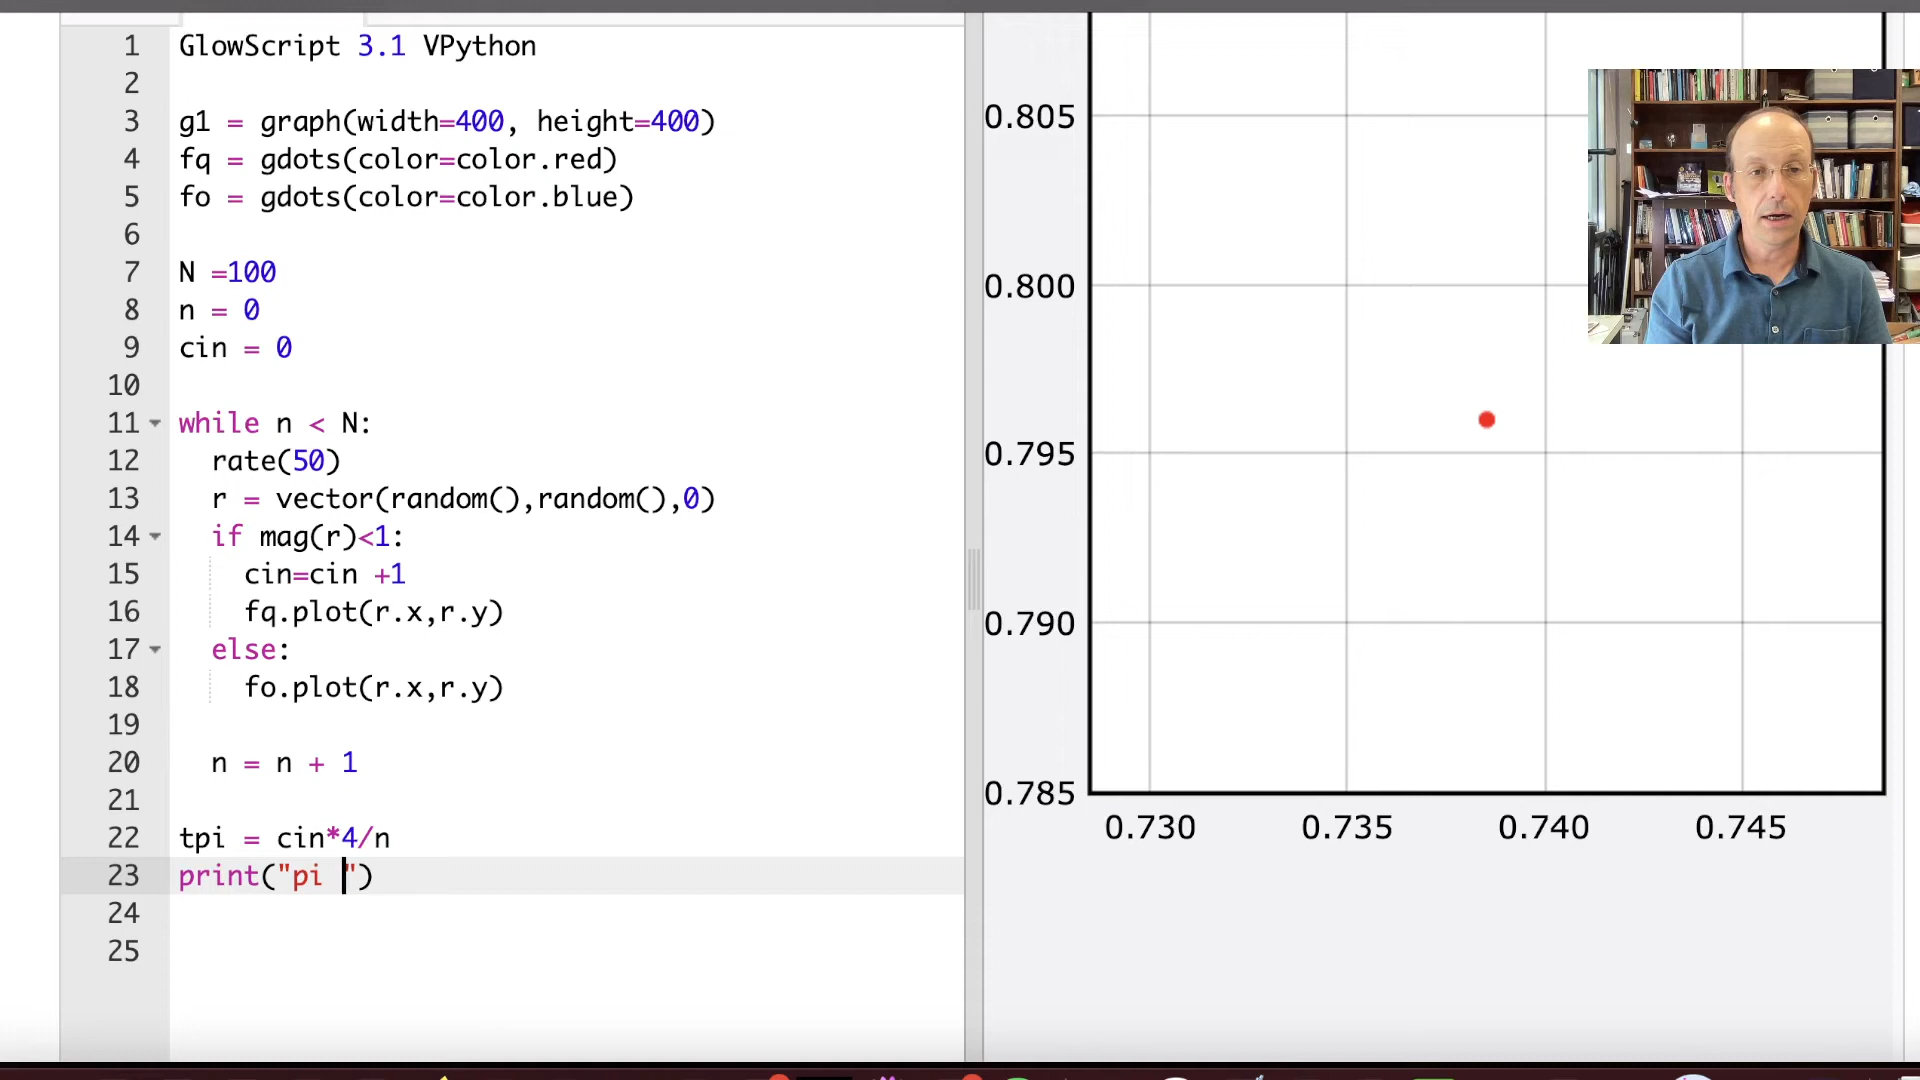 1 GlowScript 3.1 VPython
2
3 g1 = graph(width=400, height=400)
4 fq = gdots(color=color.red)
5 fo = gdots(color=color.blue)
6
7 N =100
8 n = 0
9 cin = 0
10
11 while n < N:
12 rate(50)
13 r = vector(random(),random(),0)
14 if mag(r)<1:
15 cin=cin +1
16 fq.plot(r.x,r.y)
17 else:
18 fo.plot(r.x,r.y)
19
20 n = n + 1
21
22 tpi = cin*4/n
23 print("pi ")
24
25
0.805
0.800
0.795
0.790
0.785
0.730 0.735 0.740 0.745